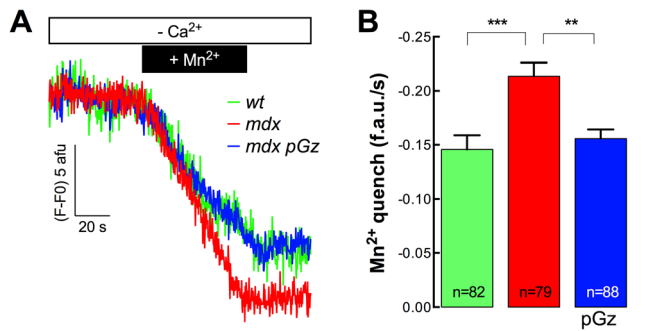 A
- Ca²⁺
+ Mn²⁺
wt
mdx
mdx pGz
(F-F0) 5 afu
20 s
B
***
**
Mn²⁺ quench (f.a.u/s)
-0.25
-0.20
-0.15
-0.10
-0.05
0.00
n=82
n=79
n=88
pGz